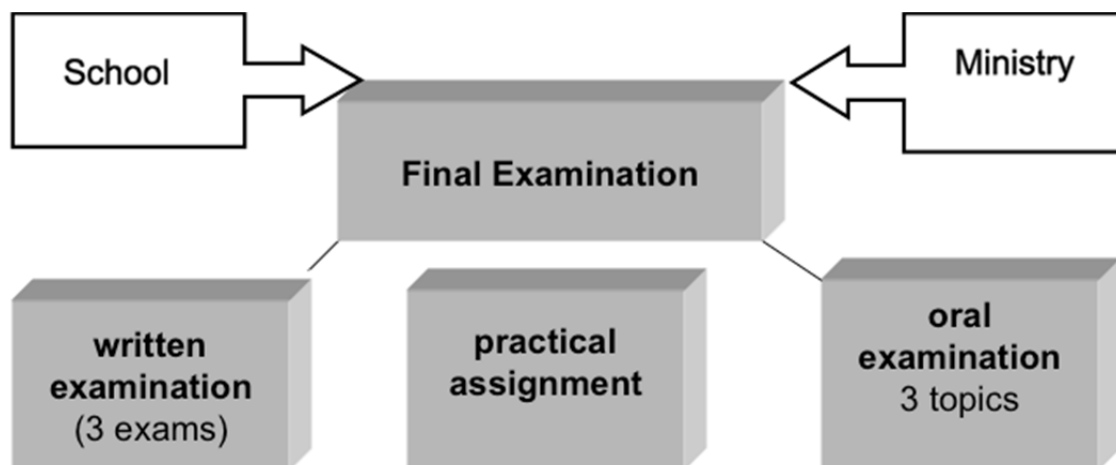 School
Ministry
Final Examination
written
examination
(3 exams)
practical
assignment
oral
examination
3 topics